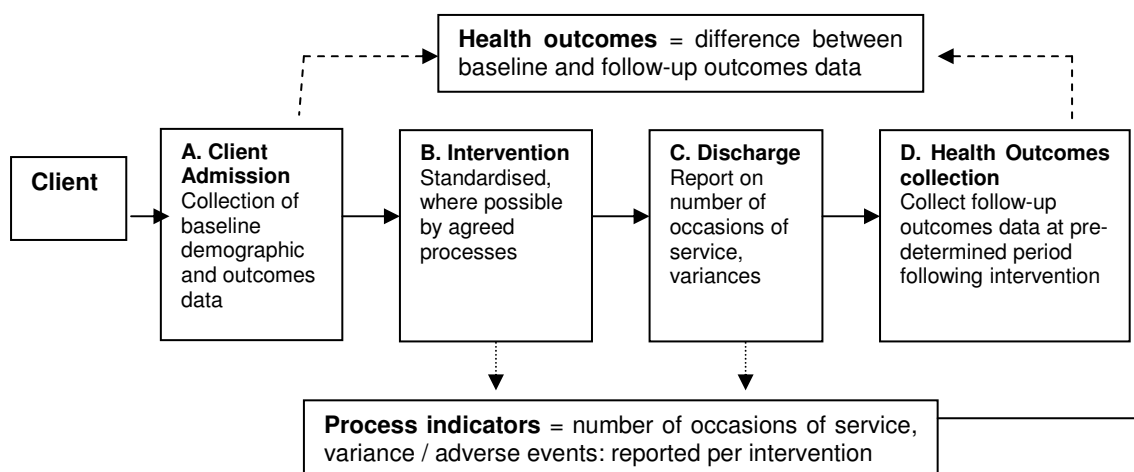 Health outcomes = difference between
baseline and follow-up outcomes data
Client
A. Client
Admission
Collection of
baseline
demographic
and outcomes
data
B. Intervention
Standardised,
where possible
by agreed
processes
C. Discharge
Report on
number of
occasions of
service,
variances
D. Health Outcomes
collection
Collect follow-up
outcomes data at pre-
determined period
following intervention
Process indicators = number of occasions of service,
variance / adverse events: reported per intervention